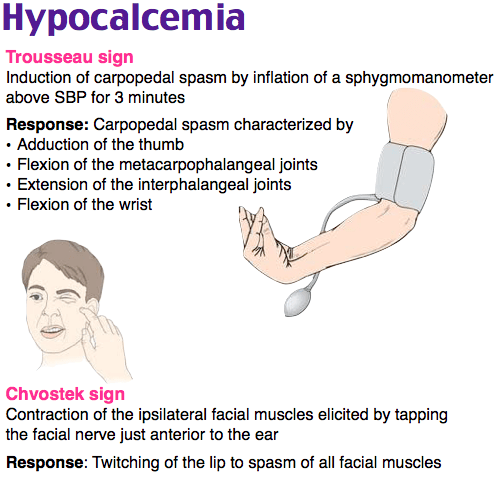 Hypocalcemia
Trousseau sign
Induction of carpopedal spasm by inflation of a sphygmomanometer
above SBP for 3 minutes
Response: Carpopedal spasm characterized by
• Adduction of the thumb
• Flexion of the metacarpophalangeal joints
• Extension of the interphalangeal joints
• Flexion of the wrist
Chvostek sign
Contraction of the ipsilateral facial muscles elicited by tapping
the facial nerve just anterior to the ear
Response: Twitching of the lip to spasm of all facial muscles